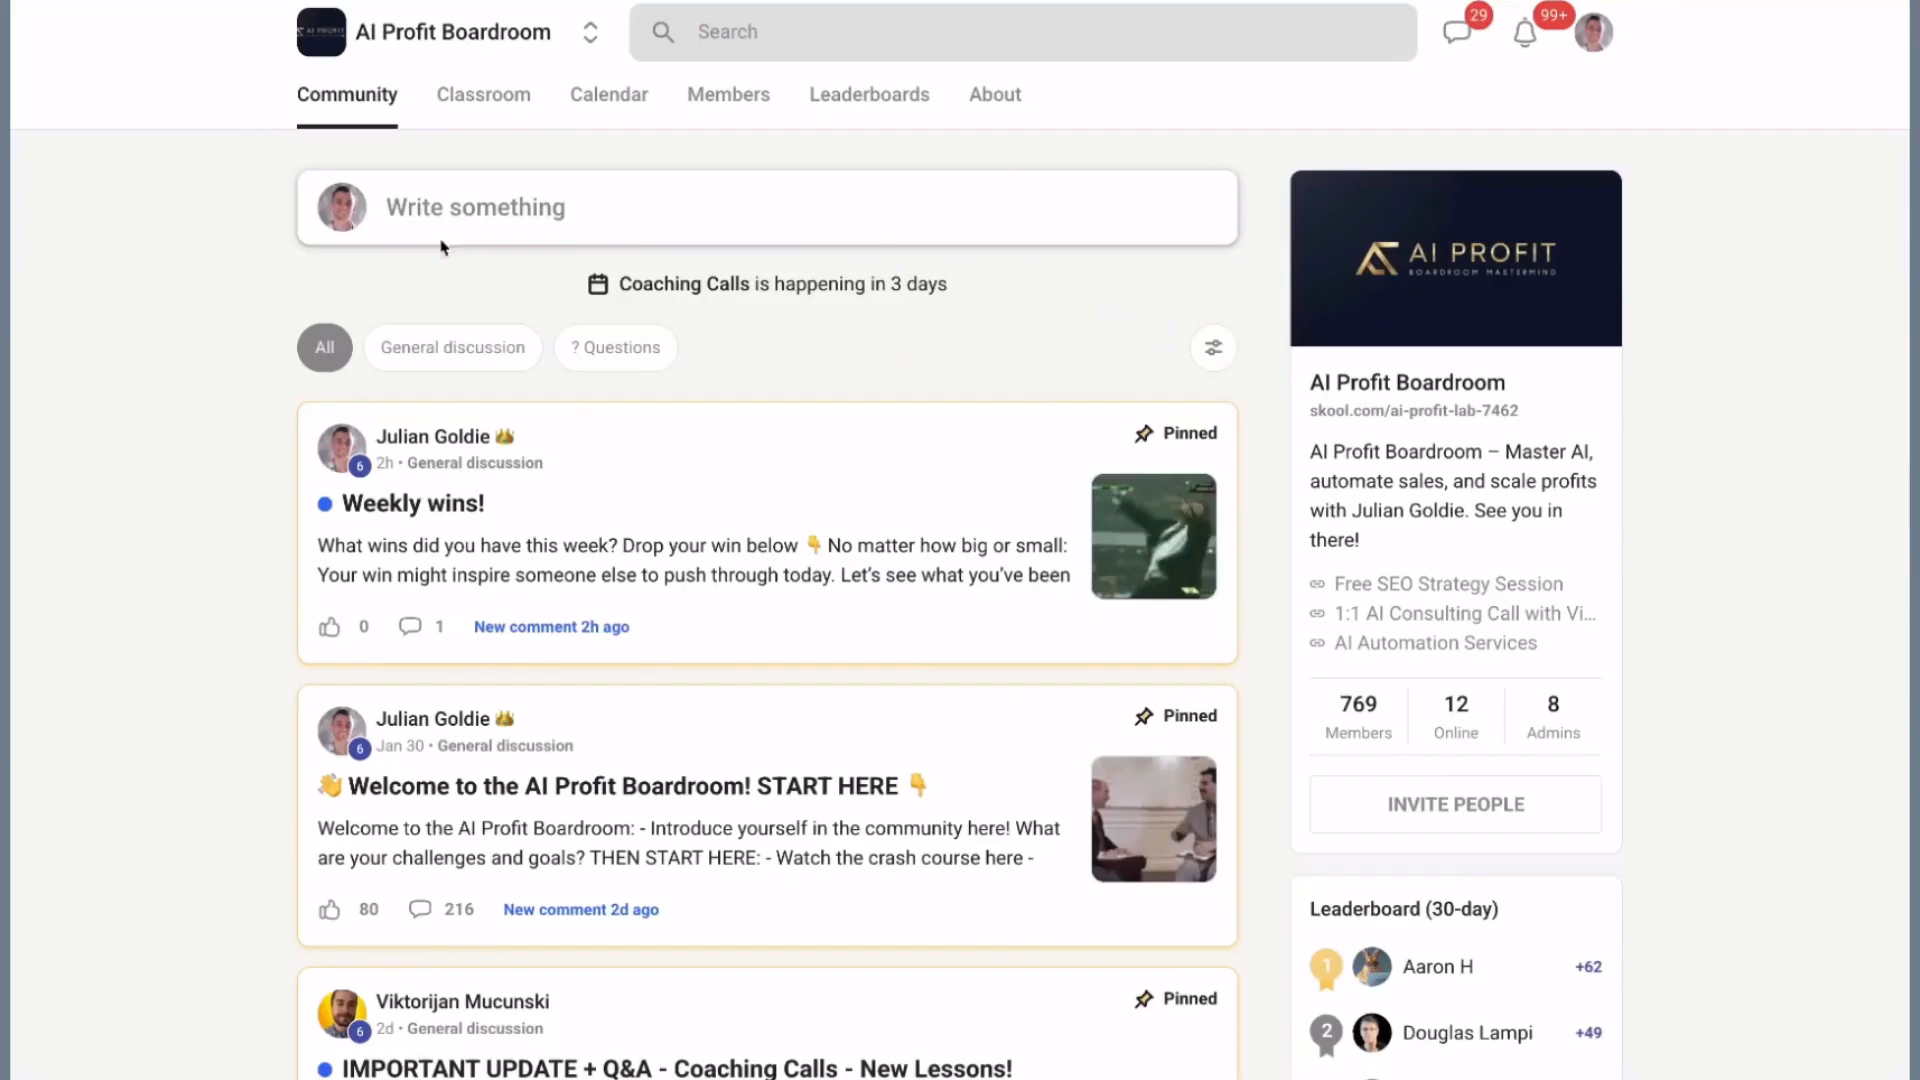 AI PROFIT
AI Profit Boardroom
Search
29
99+
Community
Classroom
Calendar
Members
Leaderboards
About
Write something
Coaching Calls is happening in 3 days
All
General discussion
? Questions
Julian Goldie
6
2h • General discussion
Pinned
Weekly wins!
What wins did you have this week? Drop your win below 👇 No matter how big or small:
Your win might inspire someone else to push through today. Let's see what you've been
0
1
New comment 2h ago
Julian Goldie
6
Jan 30 • General discussion
Pinned
👋 Welcome to the AI Profit Boardroom! START HERE 👇
Welcome to the AI Profit Boardroom: - Introduce yourself in the community here! What
are your challenges and goals? THEN START HERE: - Watch the crash course here -
80
216
New comment 2d ago
Viktorijan Mucunski
6
2d • General discussion
Pinned
IMPORTANT UPDATE + Q&A - Coaching Calls - New Lessons!
AI PROFIT
BOARDROOM MASTERMIND
AI Profit Boardroom
skool.com/ai-profit-lab-7462
AI Profit Boardroom – Master AI,
automate sales, and scale profits
with Julian Goldie. See you in
there!
Free SEO Strategy Session
1:1 AI Consulting Call with Vi...
AI Automation Services
769
Members
12
Online
8
Admins
INVITE PEOPLE
Leaderboard (30-day)
1
Aaron H
+62
2
Douglas Lampi
+49